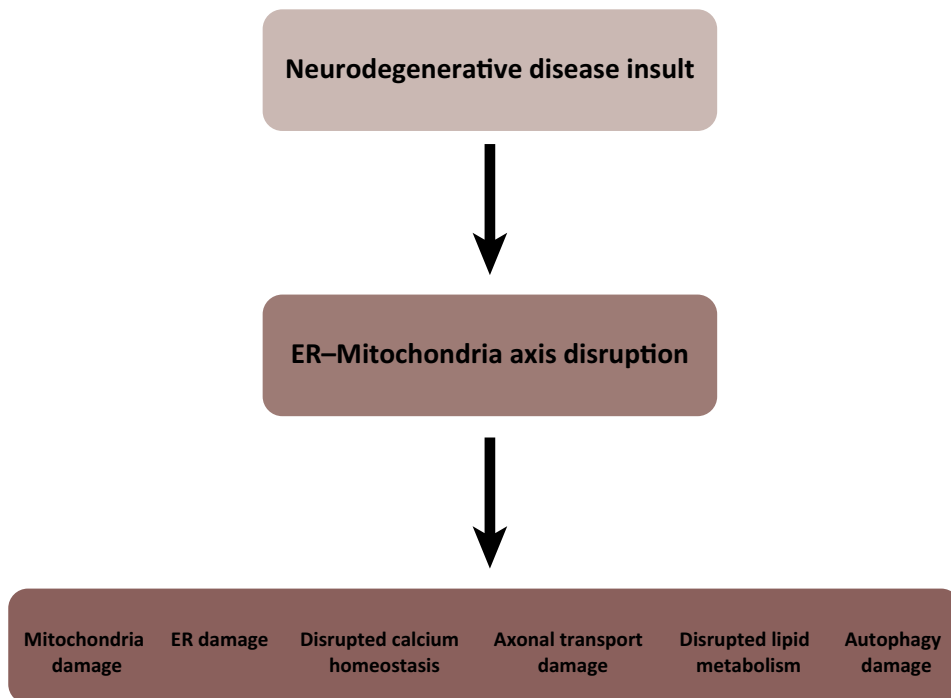 Neurodegenerative disease insult
ER–Mitochondria axis disruption
Mitochondria
damage
ER damage
Disrupted calcium
homeostasis
Axonal transport
damage
Disrupted lipid
metabolism
Autophagy
damage